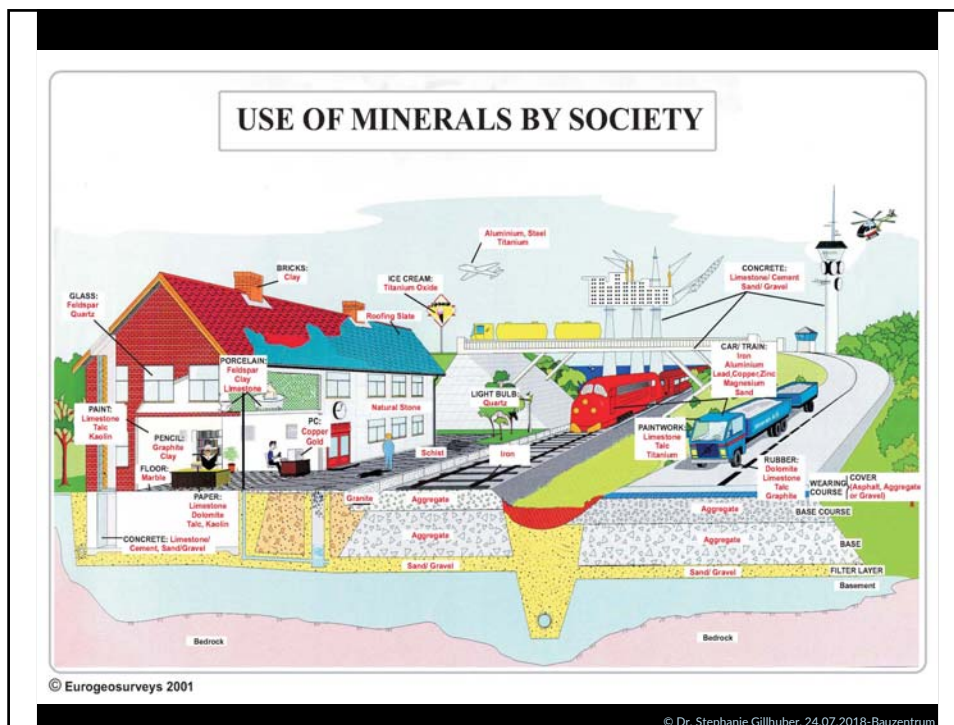 USE OF MINERALS BY SOCIETY
Aluminium, Steel
Titanium
BRICKS:
Clay
ICE CREAM:
Titanium Oxide
CONCRETE:
Limestone/ Cement
Sand/ Gravel
GLASS:
Feldspar
Quartz
Roofing Slate
PORCELAIN:
Feldspar
Clay
Limestone
CAR/ TRAIN:
Iron
Aluminium
Lead,Copper,Zinc
Magnesium
Sand
LIGHT BULB:
Quartz
PAINT:
Limestone
Talc
Kaolin
Natural Stone
PENCIL:
Graphite
Clay
PC:
Copper
Gold
PAINTWORK:
Limestone
Talc
Titanium
Schist
Iron
FLOOR:
Marble
RUBBER:
Dolomite
Limestone
Talc
Graphite
WEARING
COURSE
COVER
(Asphalt, Aggregate
or Gravel)
PAPER:
Limestone
Dolomite
Talc, Kaolin
Granite
Aggregate
Aggregate
BASE COURSE
CONCRETE: Limestone/
Cement, Sand/Gravel
Aggregate
Aggregate
BASE
Sand/ Gravel
Sand/ Gravel
FILTER LAYER
Basement
Bedrock
Bedrock
© Eurogeosurveys 2001
© Dr. Stephanie Gillhuber, 24.07.2018-Bauzentrum